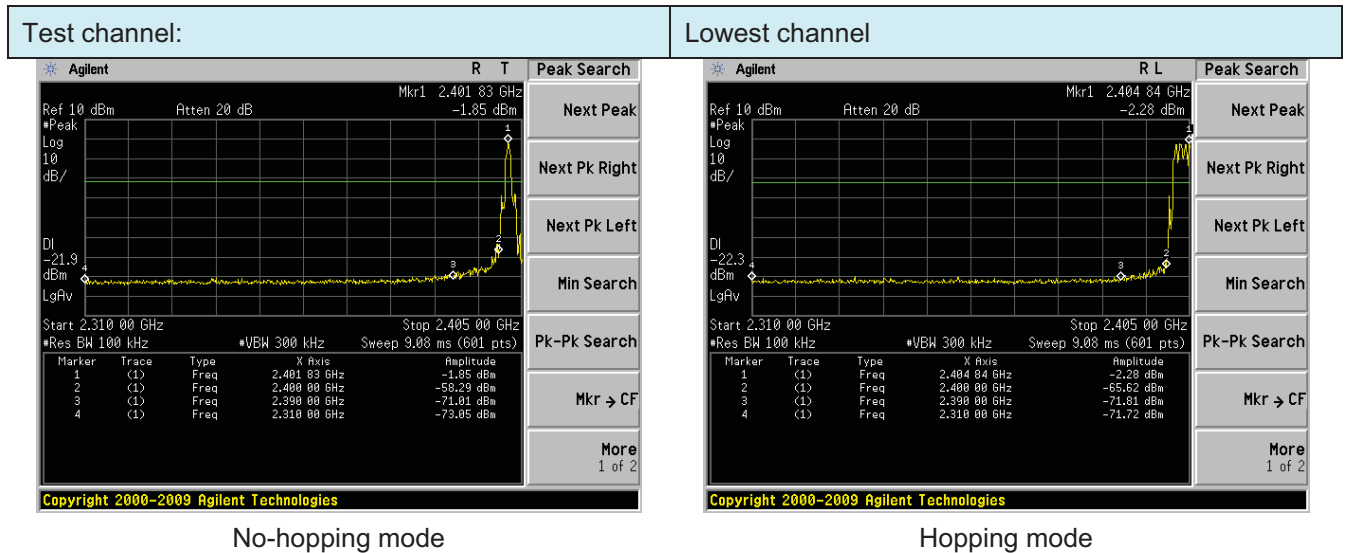 Test channel: Lowest channel
Agilent R T Peak Search
Mkr1 2.401 83 GHz
Ref 10 dBm Atten 20 dB -1.85 dBm
#Peak
Log
10
dB/
1
2
3
4
DI
-21.9
dBm
LgAv
Start 2.310 00 GHz Stop 2.405 00 GHz
#Res BW 100 kHz #VBW 300 kHz Sweep 9.08 ms (601 pts)
Marker Trace Type X Axis Amplitude
1 (1) Freq 2.401 83 GHz -1.85 dBm
2 (1) Freq 2.400 00 GHz -58.29 dBm
3 (1) Freq 2.390 00 GHz -71.01 dBm
4 (1) Freq 2.310 00 GHz -73.05 dBm
Next Peak
Next Pk Right
Next Pk Left
Min Search
Pk-Pk Search
Mkr → CF
More
1 of 2
Copyright 2000-2009 Agilent Technologies
No-hopping mode
Agilent R L Peak Search
Mkr1 2.404 84 GHz
Ref 10 dBm Atten 20 dB -2.28 dBm
#Peak
Log
10
dB/
1
2
3
4
DI
-22.3
dBm
LgAv
Start 2.310 00 GHz Stop 2.405 00 GHz
#Res BW 100 kHz #VBW 300 kHz Sweep 9.08 ms (601 pts)
Marker Trace Type X Axis Amplitude
1 (1) Freq 2.404 84 GHz -2.28 dBm
2 (1) Freq 2.400 00 GHz -65.62 dBm
3 (1) Freq 2.390 00 GHz -71.81 dBm
4 (1) Freq 2.310 00 GHz -71.72 dBm
Next Peak
Next Pk Right
Next Pk Left
Min Search
Pk-Pk Search
Mkr → CF
More
1 of 2
Copyright 2000-2009 Agilent Technologies
Hopping mode